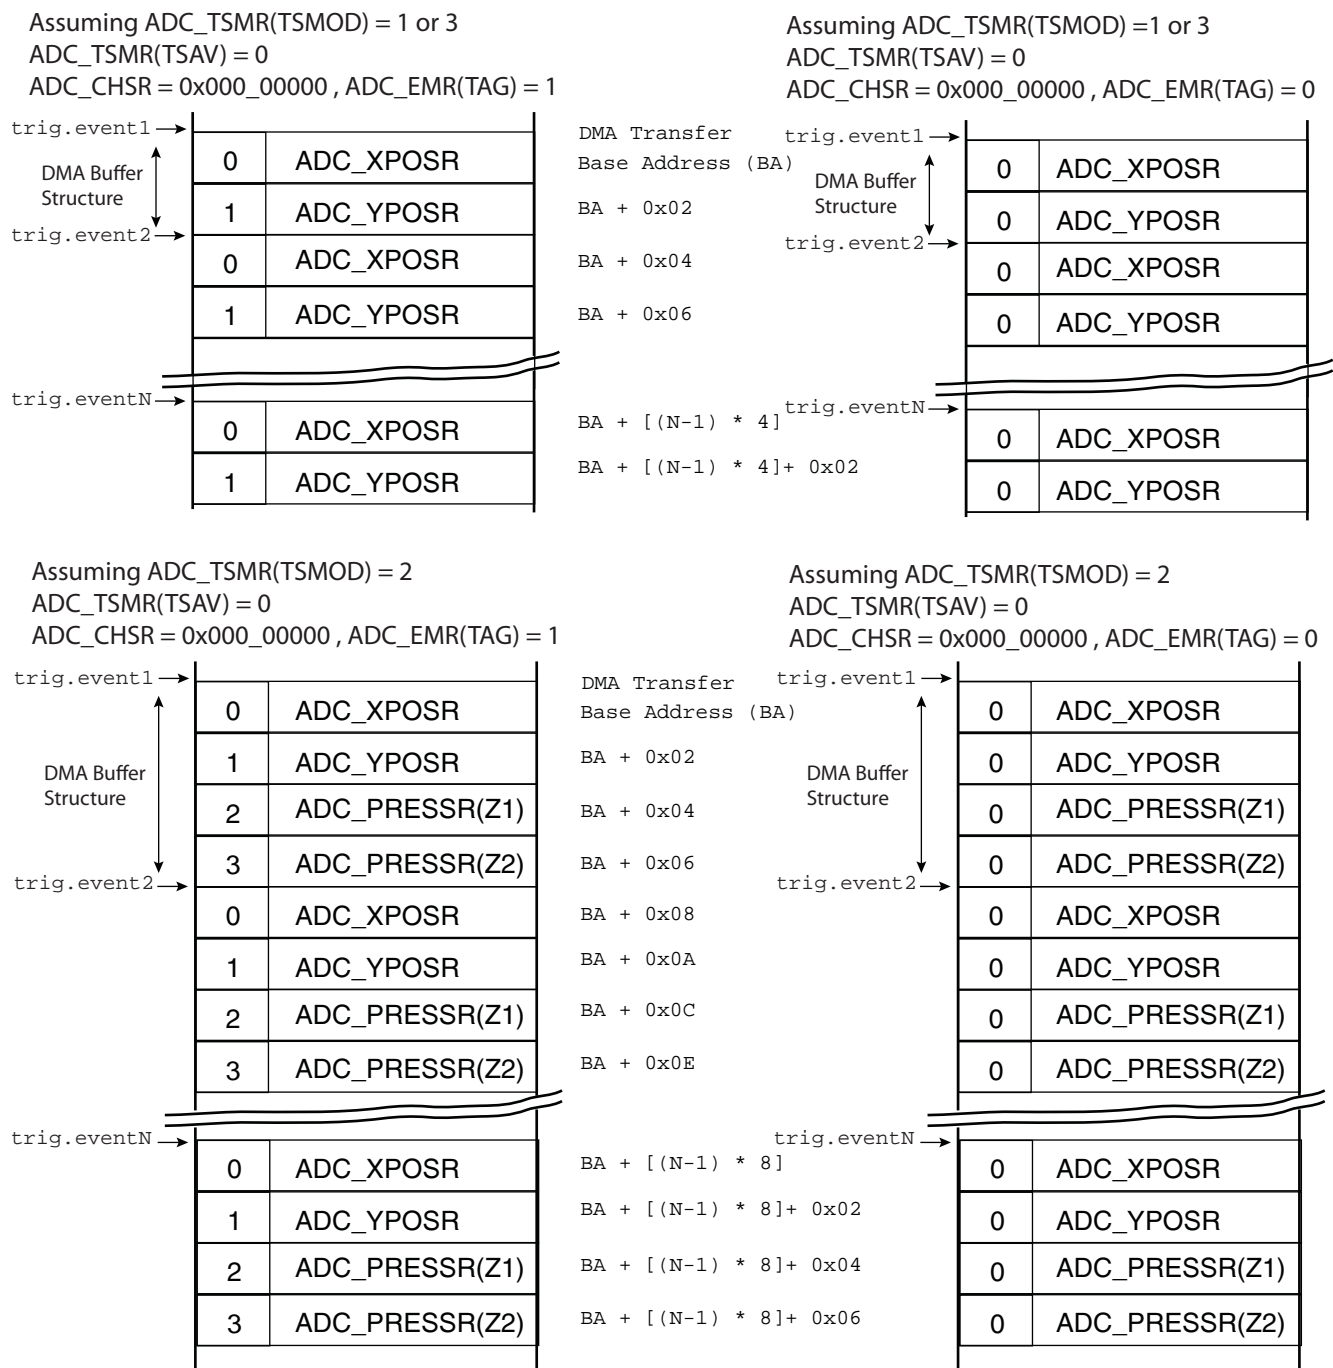 Assuming ADC_TSMR(TSMOD) = 1 or 3
ADC_TSMR(TSAV) = 0
ADC_CHSR = 0x000_00000 , ADC_EMR(TAG) = 1
trig.event1
DMA Buffer
Structure
trig.event2
0 ADC_XPOSR
1 ADC_YPOSR
0 ADC_XPOSR
1 ADC_YPOSR
trig.eventN
0 ADC_XPOSR
1 ADC_YPOSR
DMA Transfer
Base Address (BA)
BA + 0x02
BA + 0x04
BA + 0x06
BA + [(N-1) * 4]
BA + [(N-1) * 4]+ 0x02
Assuming ADC_TSMR(TSMOD) =1 or 3
ADC_TSMR(TSAV) = 0
ADC_CHSR = 0x000_00000 , ADC_EMR(TAG) = 0
trig.event1
DMA Buffer
Structure
trig.event2
0 ADC_XPOSR
0 ADC_YPOSR
0 ADC_XPOSR
0 ADC_YPOSR
trig.eventN
0 ADC_XPOSR
0 ADC_YPOSR
Assuming ADC_TSMR(TSMOD) = 2
ADC_TSMR(TSAV) = 0
ADC_CHSR = 0x000_00000 , ADC_EMR(TAG) = 1
trig.event1
DMA Buffer
Structure
trig.event2
0 ADC_XPOSR
1 ADC_YPOSR
2 ADC_PRESSR(Z1)
3 ADC_PRESSR(Z2)
0 ADC_XPOSR
1 ADC_YPOSR
2 ADC_PRESSR(Z1)
3 ADC_PRESSR(Z2)
trig.eventN
0 ADC_XPOSR
1 ADC_YPOSR
2 ADC_PRESSR(Z1)
3 ADC_PRESSR(Z2)
DMA Transfer
Base Address (BA)
BA + 0x02
BA + 0x04
BA + 0x06
BA + 0x08
BA + 0x0A
BA + 0x0C
BA + 0x0E
BA + [(N-1) * 8]
BA + [(N-1) * 8]+ 0x02
BA + [(N-1) * 8]+ 0x04
BA + [(N-1) * 8]+ 0x06
Assuming ADC_TSMR(TSMOD) = 2
ADC_TSMR(TSAV) = 0
ADC_CHSR = 0x000_00000 , ADC_EMR(TAG) = 0
trig.event1
DMA Buffer
Structure
trig.event2
0 ADC_XPOSR
0 ADC_YPOSR
0 ADC_PRESSR(Z1)
0 ADC_PRESSR(Z2)
0 ADC_XPOSR
0 ADC_YPOSR
0 ADC_PRESSR(Z1)
0 ADC_PRESSR(Z2)
trig.eventN
0 ADC_XPOSR
0 ADC_YPOSR
0 ADC_PRESSR(Z1)
0 ADC_PRESSR(Z2)